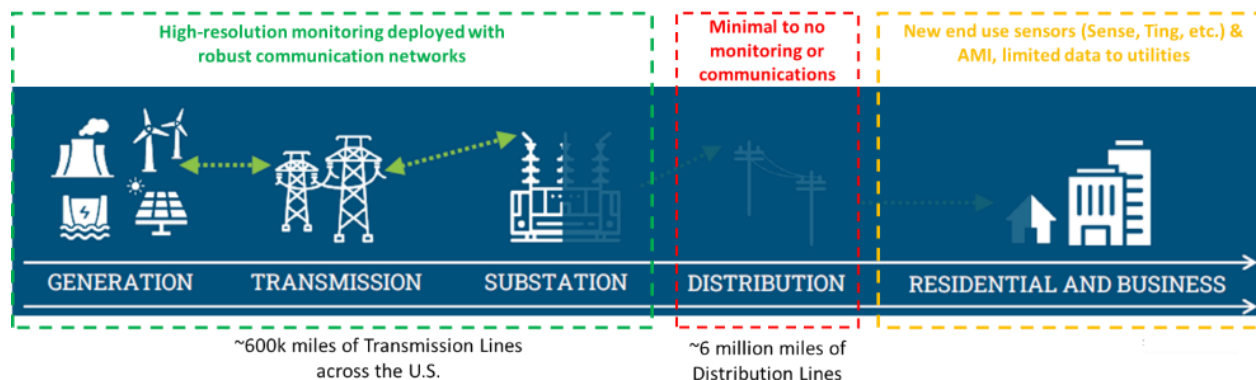 High-resolution monitoring deployed with
robust communication networks
Minimal to no
monitoring or
communications
New end use sensors (Sense, Ting, etc.) &
AMI, limited data to utilities
GENERATION
TRANSMISSION
SUBSTATION
DISTRIBUTION
RESIDENTIAL AND BUSINESS
~600k miles of Transmission Lines
across the U.S.
~6 million miles of
Distribution Lines